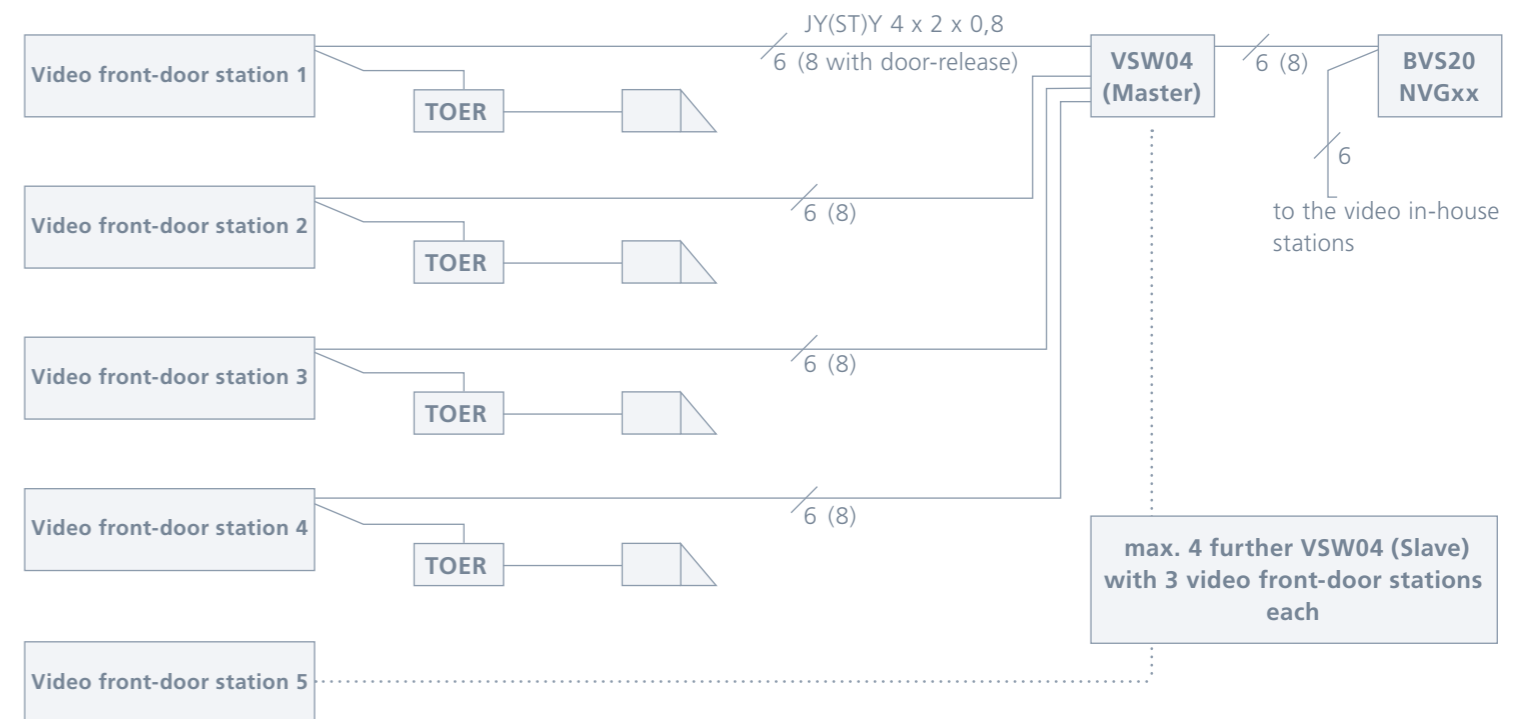 JY(ST)Y 4 x 2 x 0,8
6 (8 with door-release)
Video front-door station 1
TOER
VSW04
(Master)
6 (8)
BVS20
NVGxx
6
to the video in-house
stations
Video front-door station 2
6 (8)
TOER
Video front-door station 3
6 (8)
TOER
Video front-door station 4
6 (8)
TOER
max. 4 further VSW04 (Slave)
with 3 video front-door stations
each
Video front-door station 5